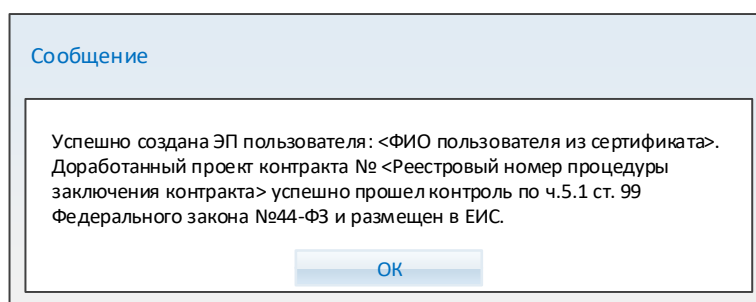 Сообщение
Успешно создана ЭП пользователя: <ФИО пользователя из сертификата>.
Доработанный проект контракта № <Реестровый номер процедуры
заключения контракта> успешно прошел контроль по ч.5.1 ст. 99
Федерального закона №44-ФЗ и размещен в ЕИС.
ОК